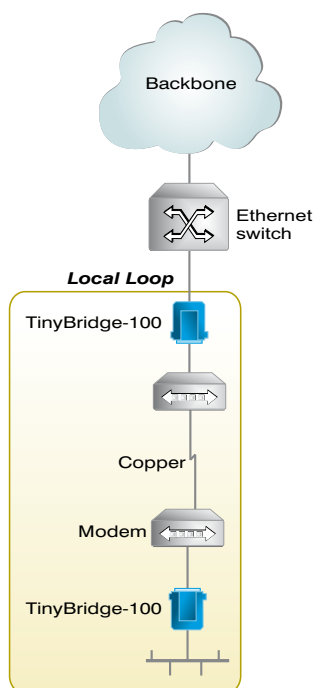 Backbone
Ethernet
switch
Local Loop
TinyBridge-100
Copper
Modem
TinyBridge-100